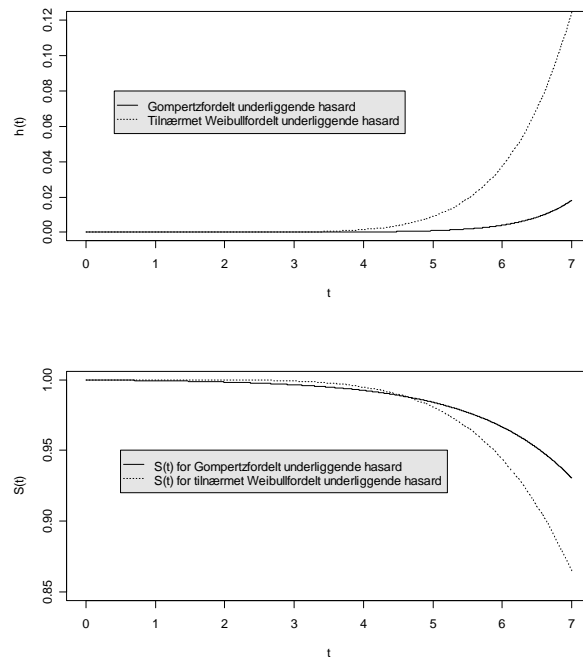 0.12
0.10
0.08
0.06
0.04
0.02
0.00
h(t)
Gompertzfordelt underliggende hasard
Tilnærmet Weibullfordelt underliggende hasard
0 1 2 3 4 5 6 7
t
1.00
0.95
0.90
0.85
S(t)
S(t) for Gompertzfordelt underliggende hasard
S(t) for tilnærmet Weibullfordelt underliggende hasard
0 1 2 3 4 5 6 7
t